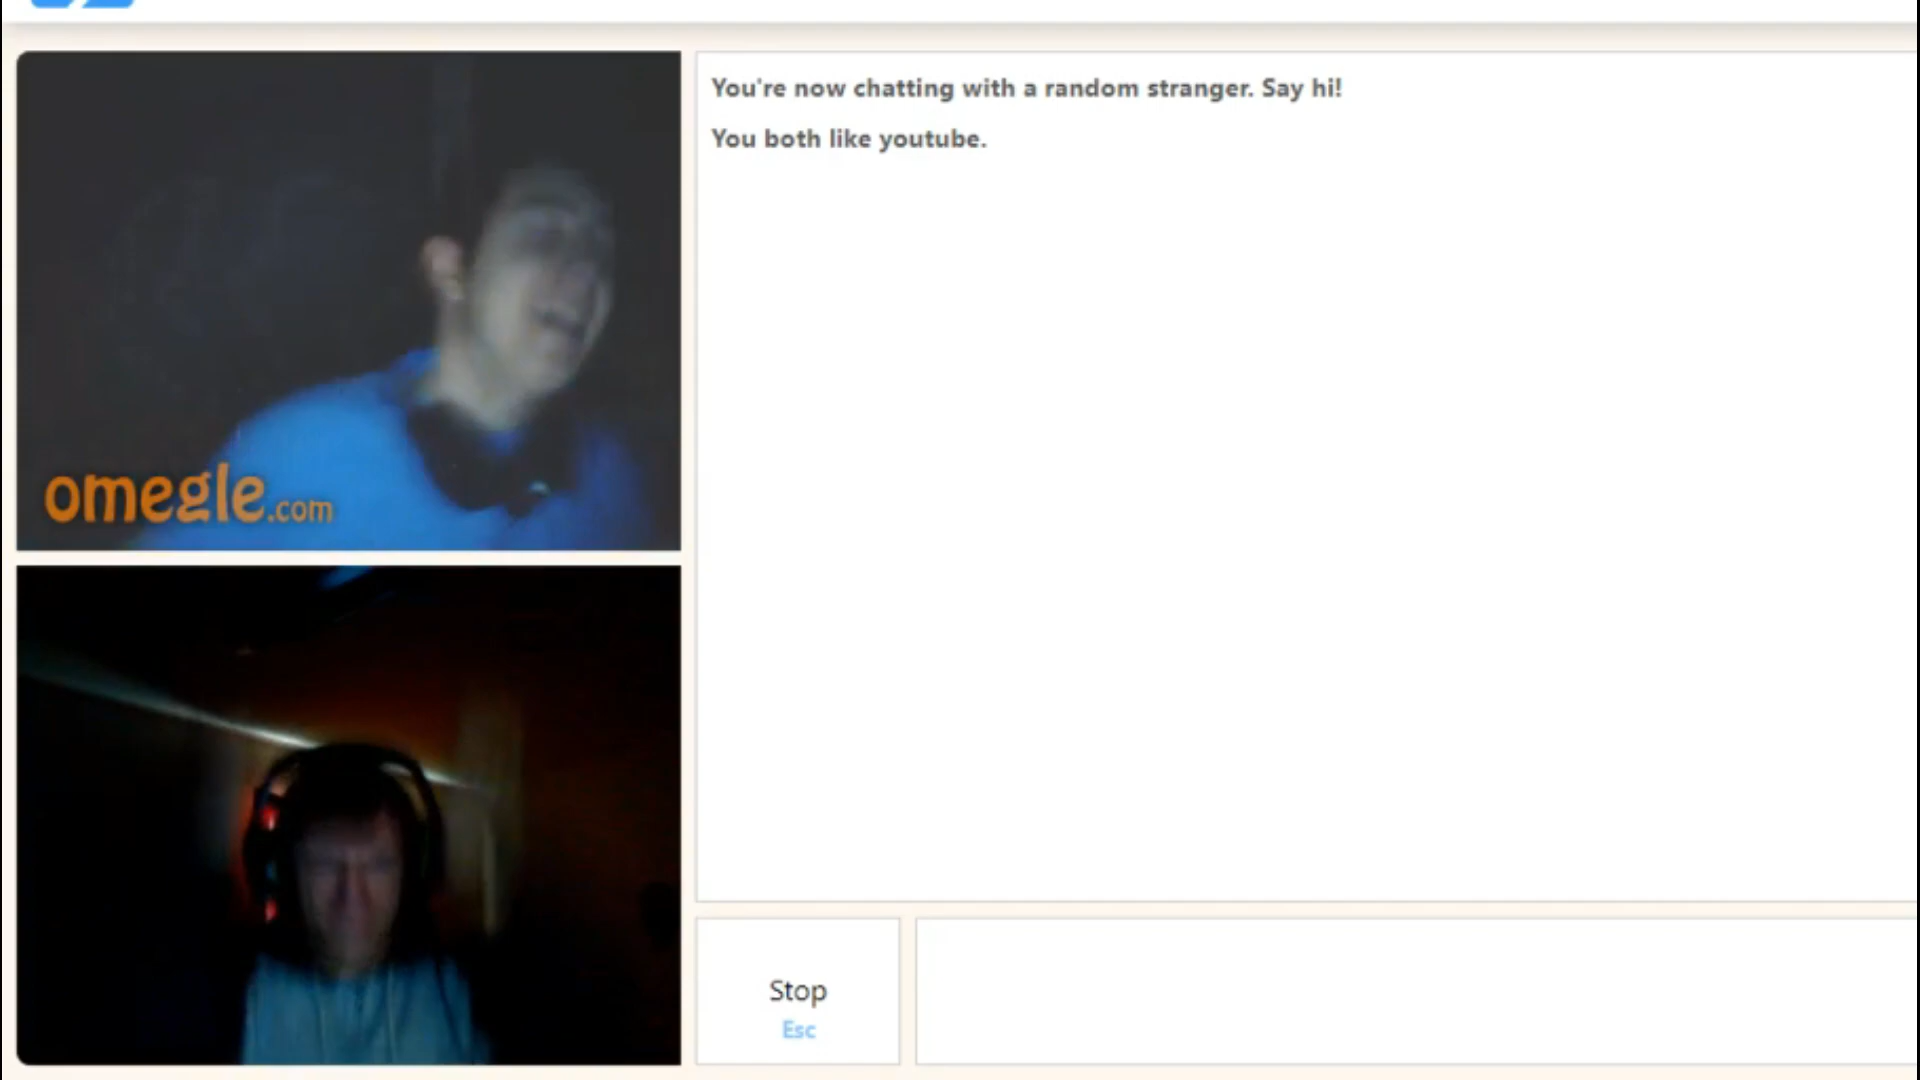 You're now chatting with a random stranger. Say hi!
You both like youtube.
omegle.com
Stop
Esc